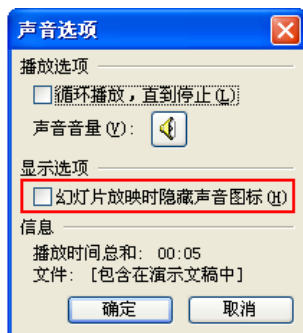 声音选项
播放选项
循环播放，直到停止(L)
声音音量(V):
显示选项
幻灯片放映时隐藏声音图标(H)
信息
播放时间总和: 00:05
文件: [包含在演示文稿中]
确定 取消